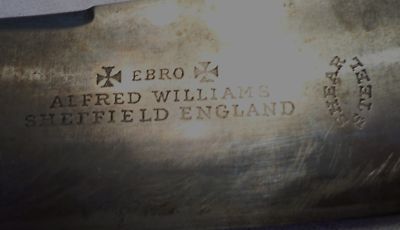 ✠ EBRO ✠
ALFRED WILLIAMS
SHEFFIELD ENGLAND
SHEAR
STEEL